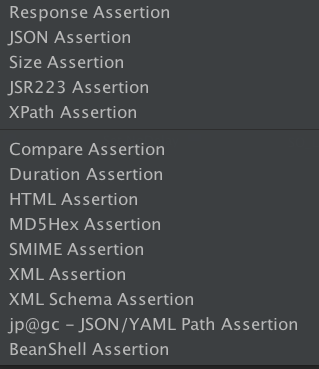 Response Assertion
JSON Assertion
Size Assertion
JSR223 Assertion
XPath Assertion
Compare Assertion
Duration Assertion
HTML Assertion
MD5Hex Assertion
SMIME Assertion
XML Assertion
XML Schema Assertion
jp@gc - JSON/YAML Path Assertion
BeanShell Assertion